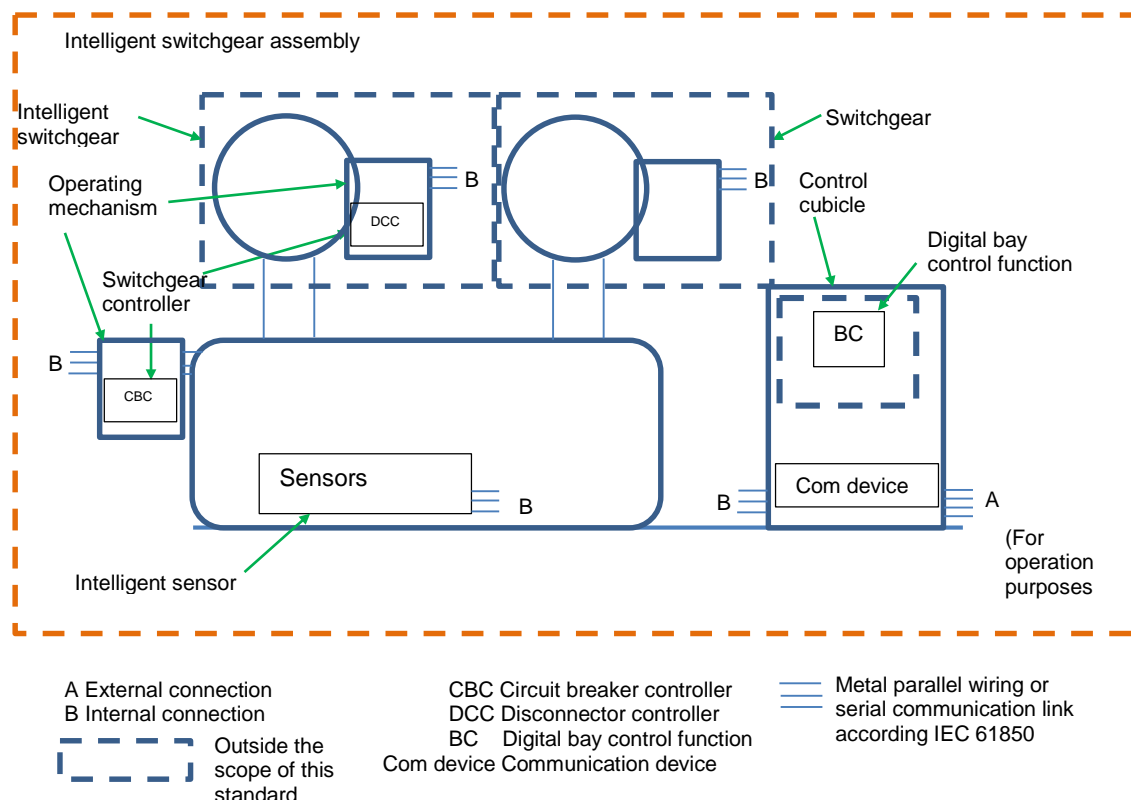 Intelligent switchgear assembly
Intelligent
switchgear
Switchgear
Operating
mechanism
B
B
DCC
Control
cubicle
Digital bay
control function
Switchgear
controller
BC
B
CBC
Sensors
B
Com device
B
A
(For
operation
purposes
Intelligent sensor
A External connection
B Internal connection
Outside the
scope of this
standard
CBC Circuit breaker controller
DCC Disconnector controller
BC Digital bay control function
Com device Communication device
Metal parallel wiring or
serial communication link
according IEC 61850